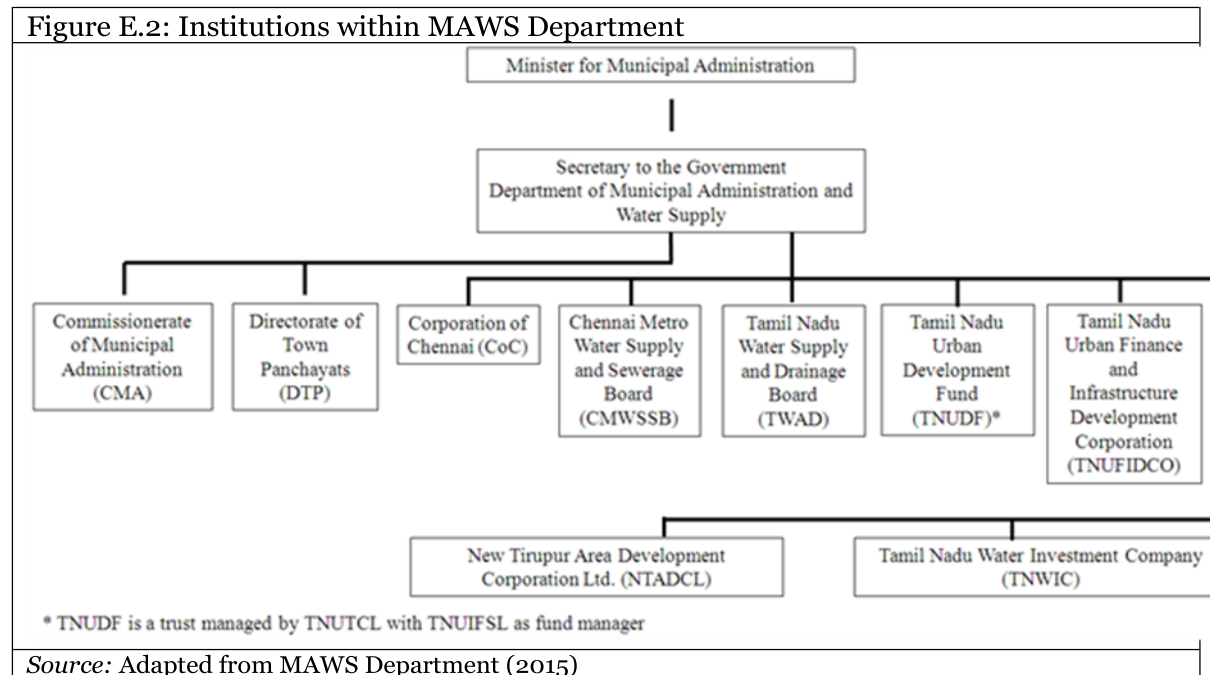 Figure E.2: Institutions within MAWS Department
Minister for Municipal Administration
Secretary to the Government
Department of Municipal Administration and
Water Supply
Commissionerate
of Municipal
Administration
(CMA)
Directorate of
Town
Panchayats
(DTP)
Corporation of
Chennai (CoC)
Chennai Metro
Water Supply
and Sewerage
Board
(CMWSSB)
Tamil Nadu
Water Supply
and Drainage
Board
(TWAD)
Tamil Nadu
Urban
Development
Fund
(TNUDF)*
Tamil Nadu
Urban Finance
and
Infrastructure
Development
Corporation
(TNUFIDCO)
New Tirupur Area Development
Corporation Ltd. (NTADCL)
Tamil Nadu Water Investment Company
(TNWIC)
* TNUDF is a trust managed by TNUTCL with TNUIFSL as fund manager
Source: Adapted from MAWS Department (2015)